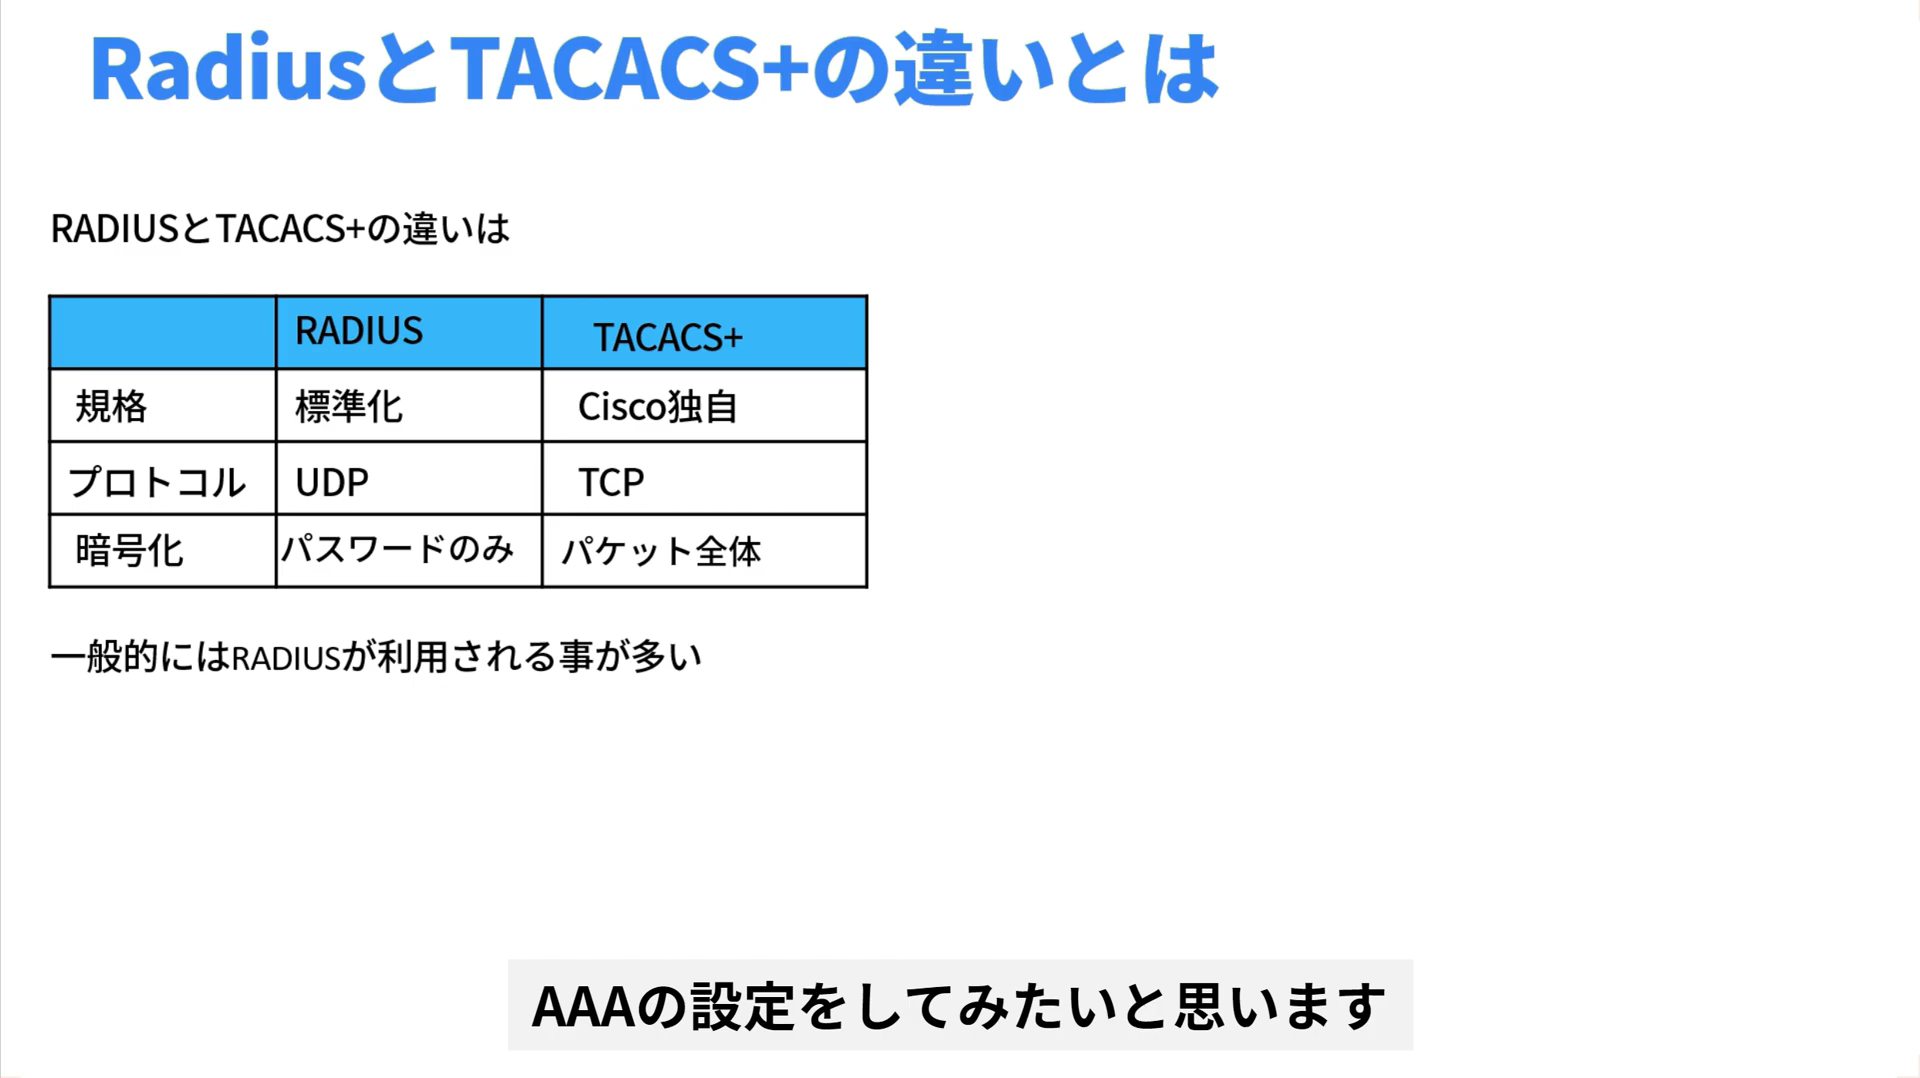 RadiusとTACACS+の違いとは
RADIUSとTACACS+の違いは
RADIUS TACACS+
規格 標準化 Cisco独自
プロトコル UDP TCP
暗号化 パスワードのみ パケット全体
一般的にはRADIUSが利用される事が多い
AAAの設定をしてみたいと思います